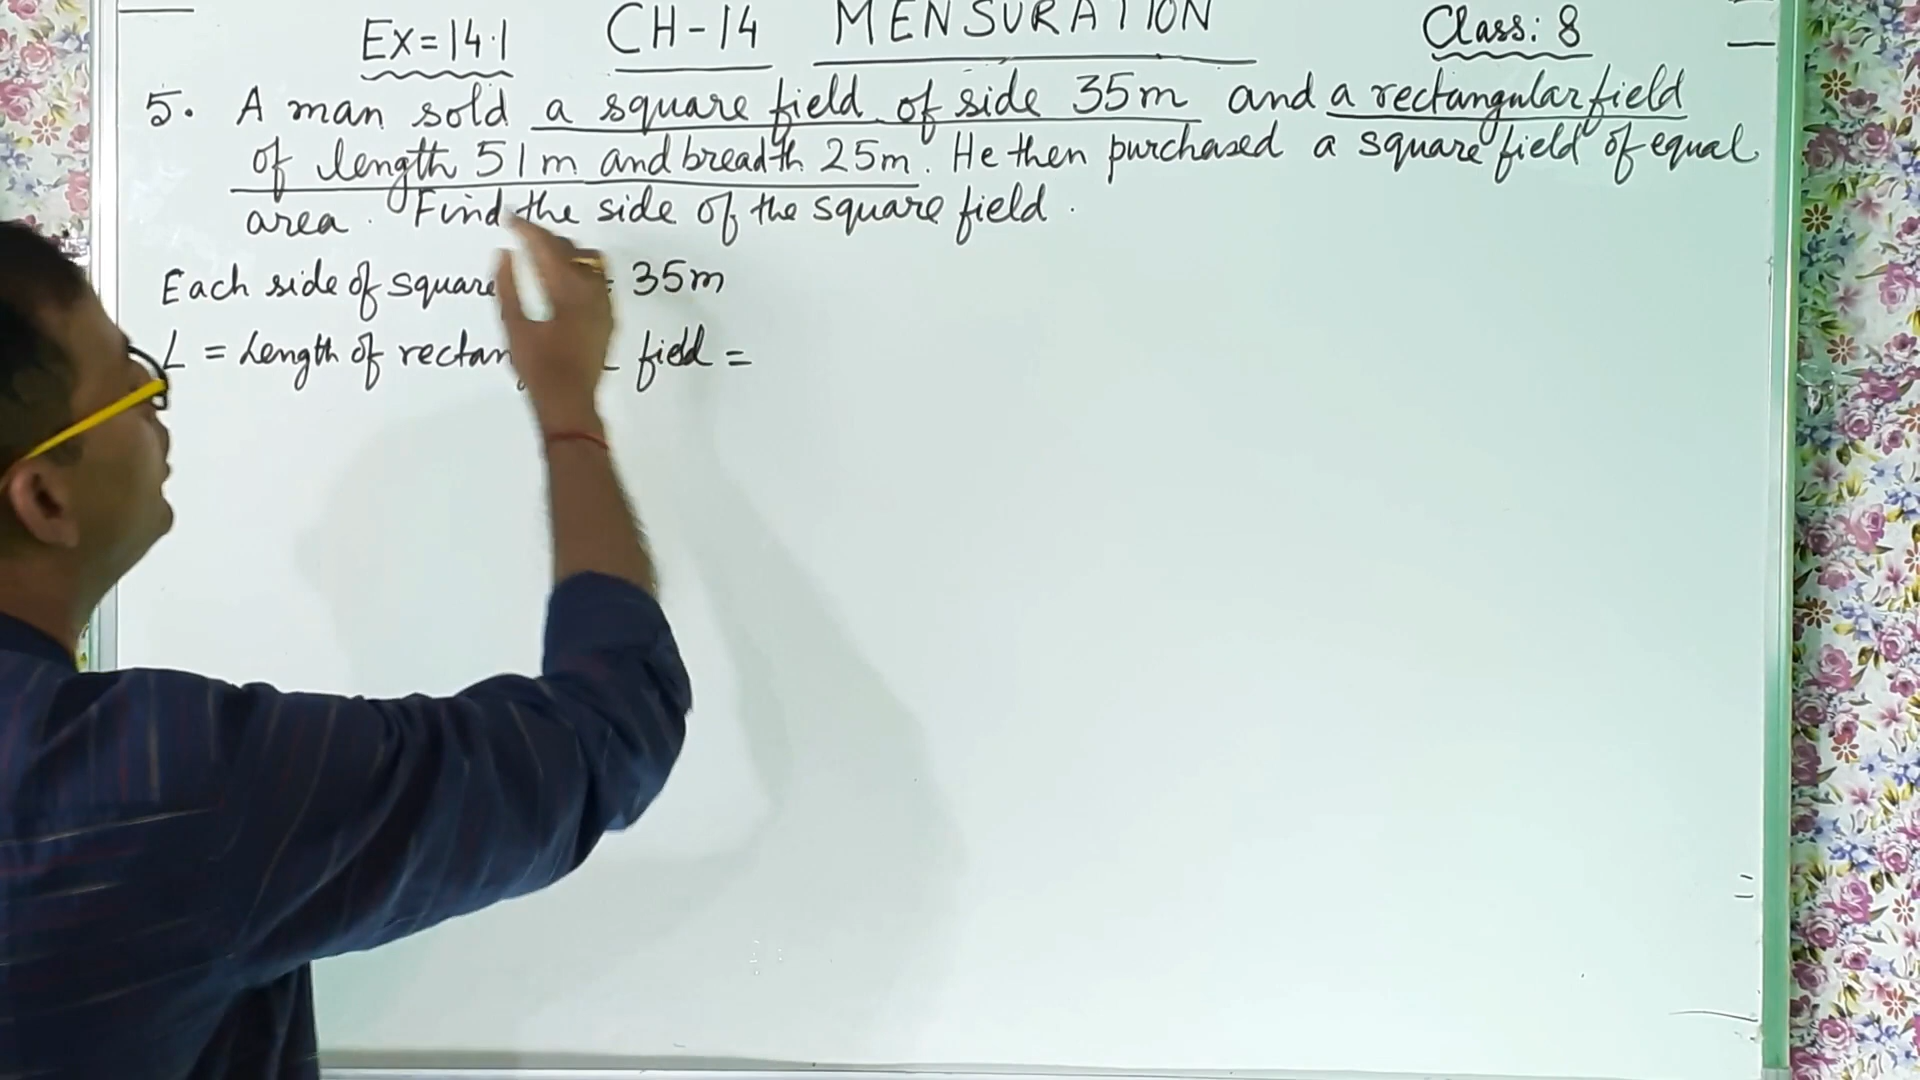 Ex=14.1 CH-14 MENSURATION Class: 8
5. A man sold a square field of side 35m and a rectangular field
of length 51m and breadth 25m. He then purchased a square field of equal
area. Find the side of the square field.
Each side of square = 35m
L = Length of field =